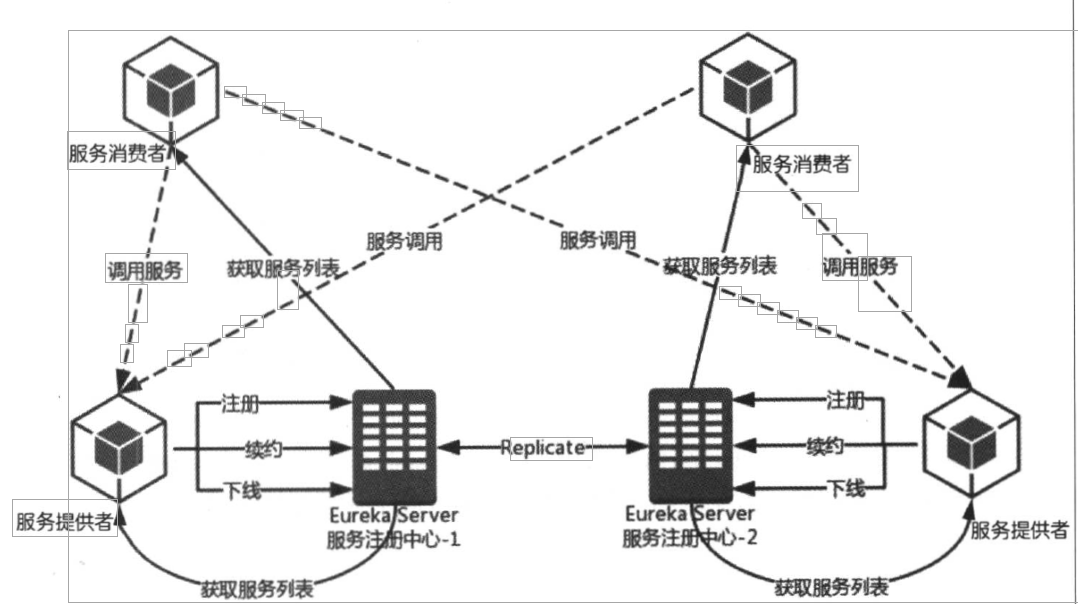 服务消费者
服务消费者
服务调用
服务调用
调用服务
获取服务列表
获取服务列表
调用服务
注册
注册
续约
Replicate
续约
下线
下线
服务提供者
Eureka Server
服务注册中心-1
Eureka Server
服务注册中心-2
服务提供者
获取服务列表
获取服务列表